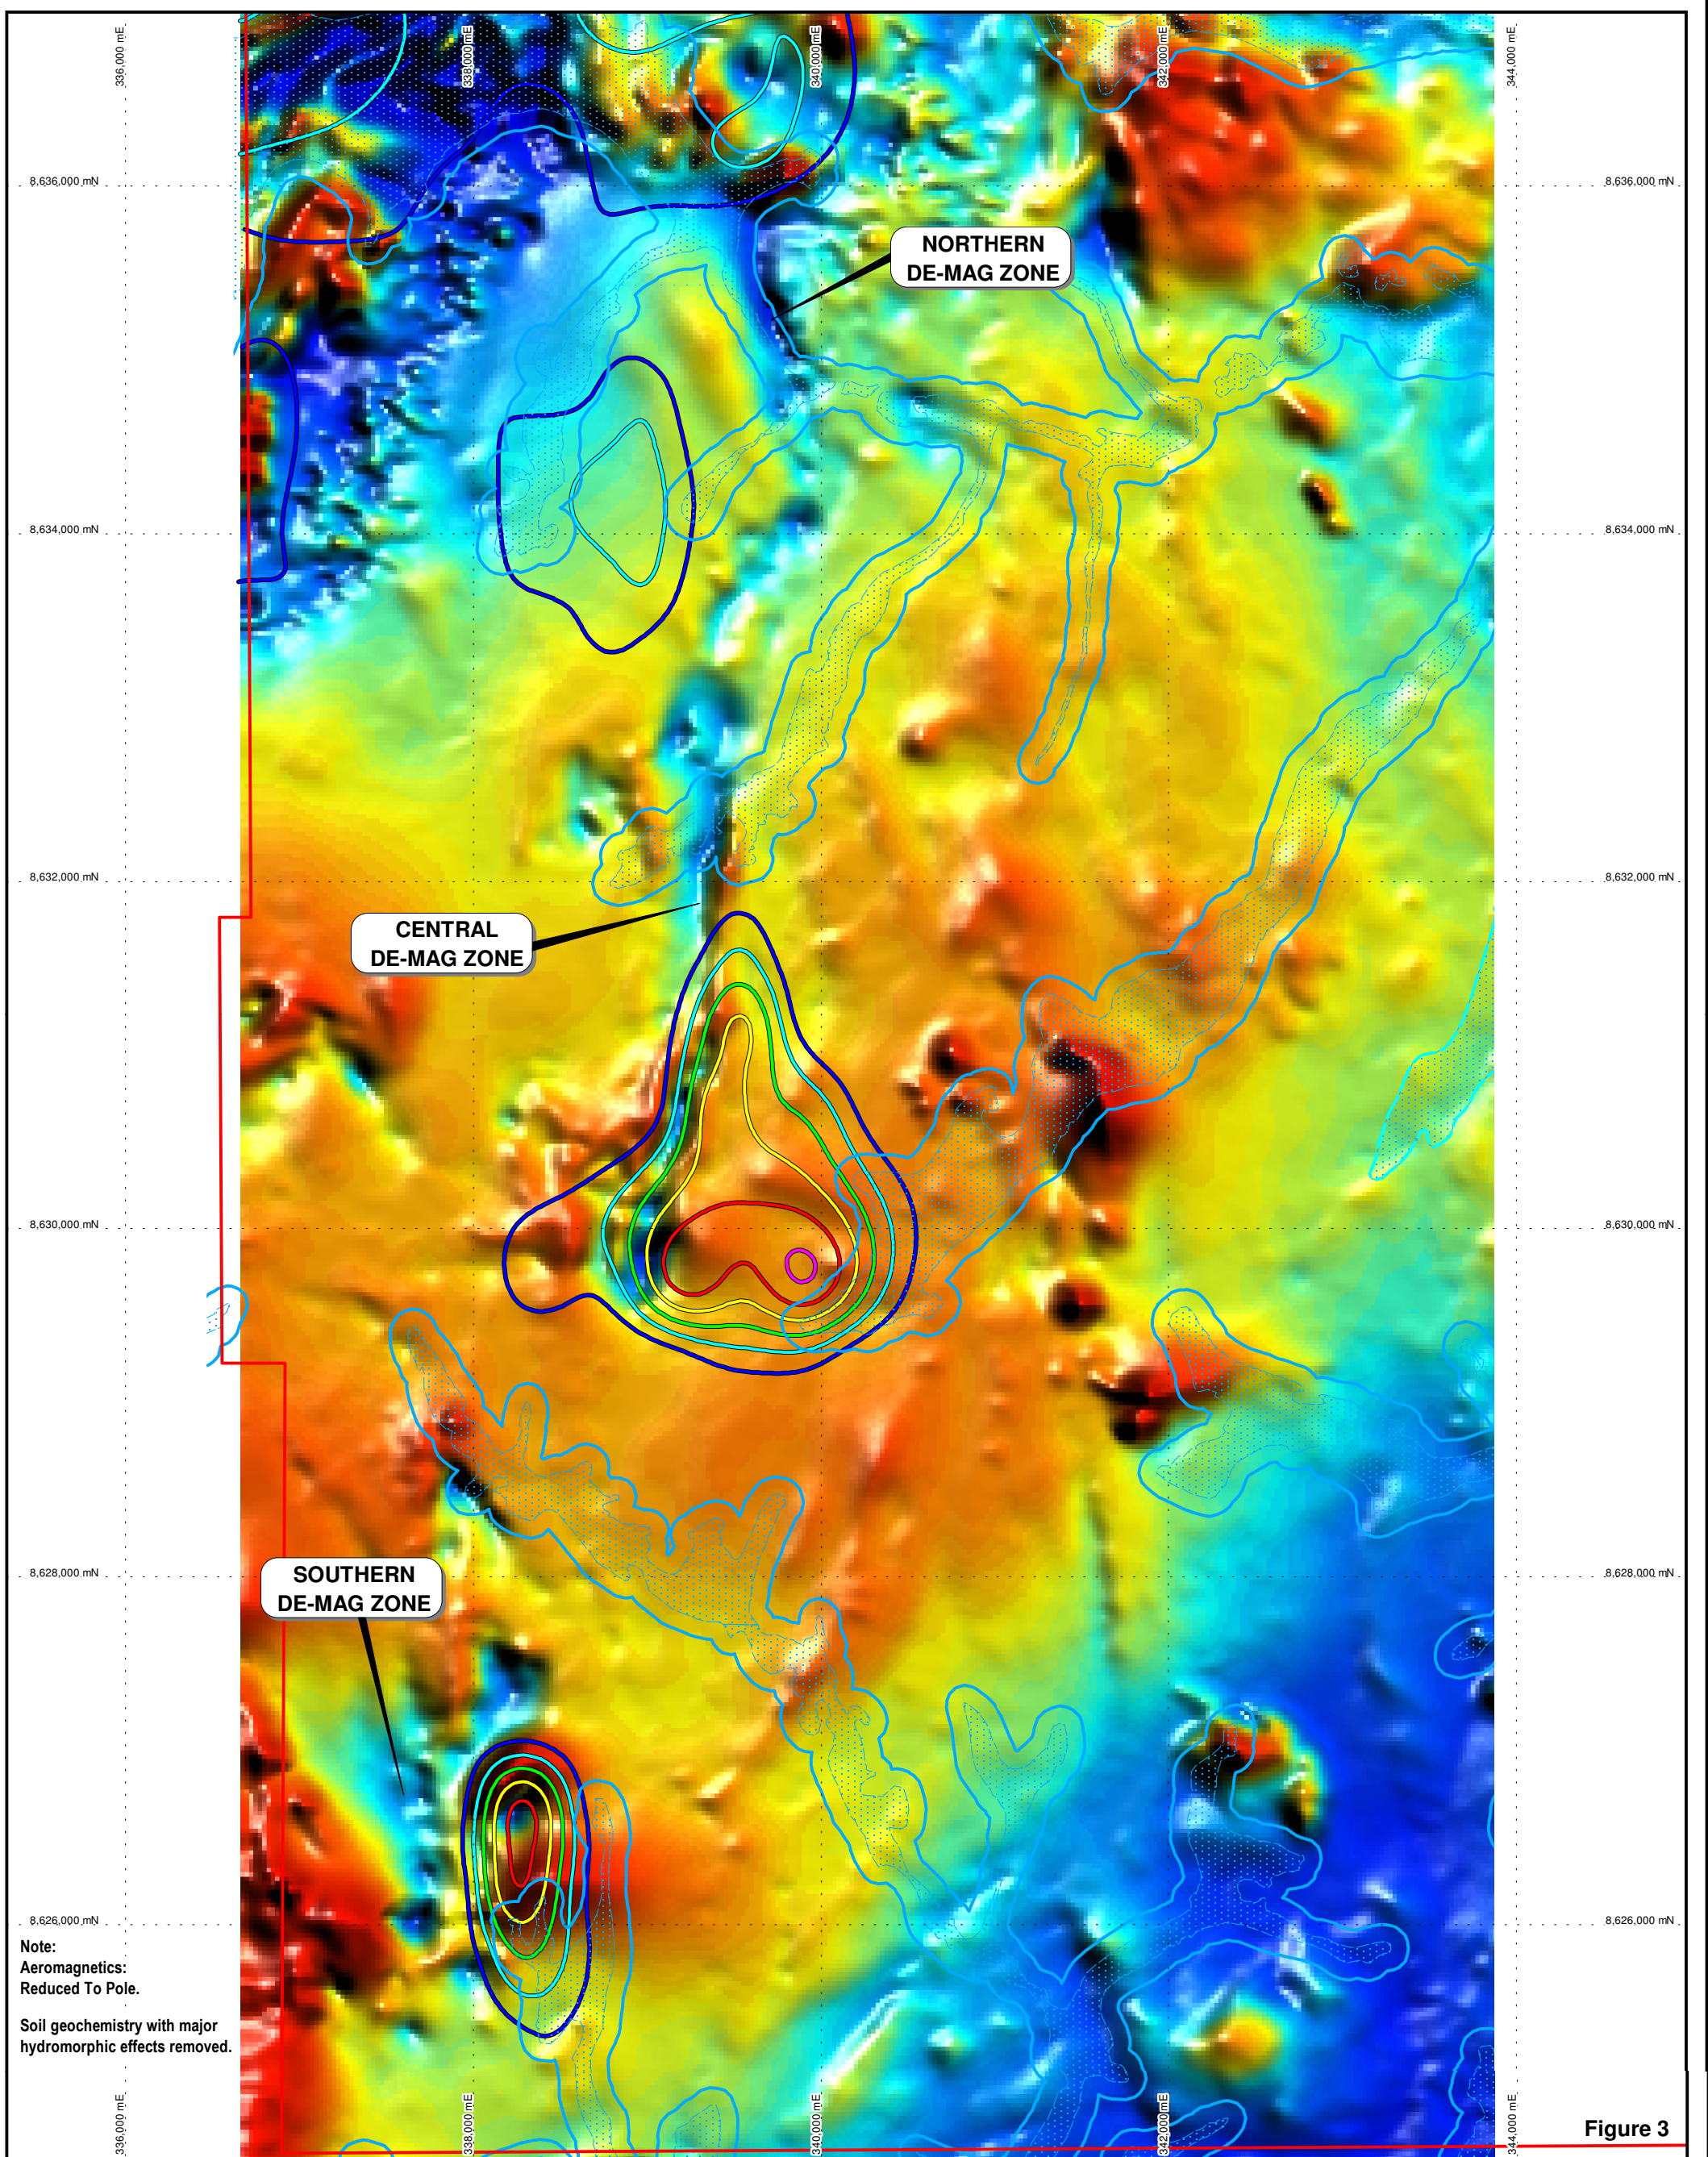 336,000 mE
338,000 mE
340,000 mE
342,000 mE
344,000 mE
8,636,000 mN
8,636,000 mN
NORTHERN
DE-MAG ZONE
8,634,000 mN
8,634,000 mN
8,632,000 mN
8,632,000 mN
CENTRAL
DE-MAG ZONE
8,630,000 mN
8,630,000 mN
8,628,000 mN
8,628,000 mN
SOUTHERN
DE-MAG ZONE
8,626,000 mN
8,626,000 mN
Note:
Aeromagnetics:
Reduced To Pole.
Soil geochemistry with major
hydromorphic effects removed.
336,000 mE
338,000 mE
340,000 mE
342,000 mE
344,000 mE
Figure 3